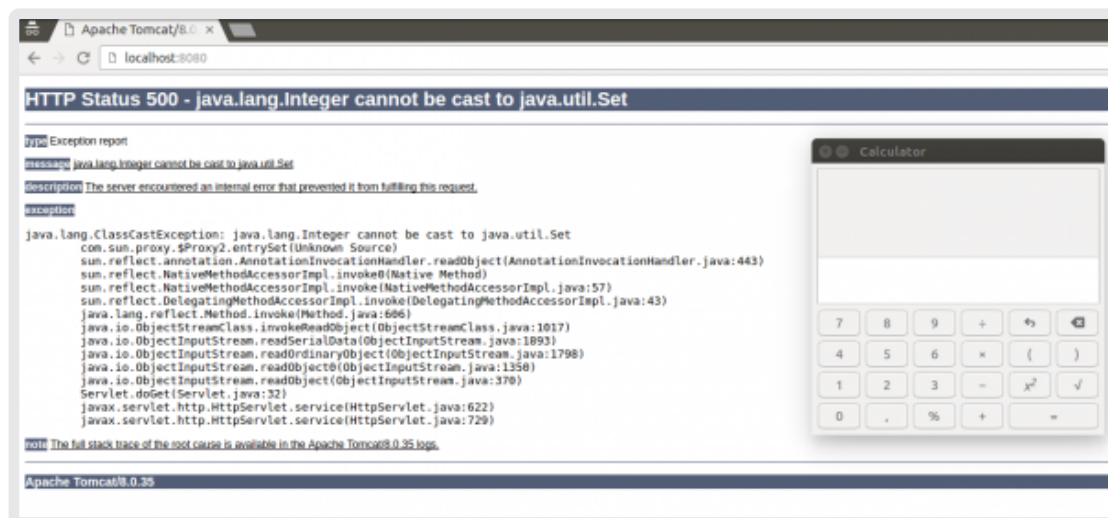 Apache Tomcat/8.0 ×
localhost:8080
HTTP Status 500 - java.lang.Integer cannot be cast to java.util.Set
type Exception report
message java.lang.Integer cannot be cast to java.util.Set
description The server encountered an internal error that prevented it from fulfilling this request.
exception
java.lang.ClassCastException: java.lang.Integer cannot be cast to java.util.Set
com.sun.proxy.$Proxy2.entrySet(Unknown Source)
sun.reflect.annotation.AnnotationInvocationHandler.readObject(AnnotationInvocationHandler.java:443)
sun.reflect.NativeMethodAccessorImpl.invoke0(Native Method)
sun.reflect.NativeMethodAccessorImpl.invoke(NativeMethodAccessorImpl.java:57)
sun.reflect.DelegatingMethodAccessorImpl.invoke(DelegatingMethodAccessorImpl.java:43)
java.lang.reflect.Method.invoke(Method.java:606)
java.io.ObjectStreamClass.invokeReadObject(ObjectStreamClass.java:1017)
java.io.ObjectInputStream.readSerialData(ObjectInputStream.java:1893)
java.io.ObjectInputStream.readOrdinaryObject(ObjectInputStream.java:1798)
java.io.ObjectInputStream.readObject0(ObjectInputStream.java:1350)
java.io.ObjectInputStream.readObject(ObjectInputStream.java:370)
Servlet.doGet(Servlet.java:32)
javax.servlet.http.HttpServlet.service(HttpServlet.java:622)
javax.servlet.http.HttpServlet.service(HttpServlet.java:729)
note The full stack trace of the root cause is available in the Apache Tomcat/8.0.35 logs.
Apache Tomcat/8.0.35
Calculator
7 8 9 ÷
4 5 6 × ( )
1 2 3 − x² √
0 , % + =